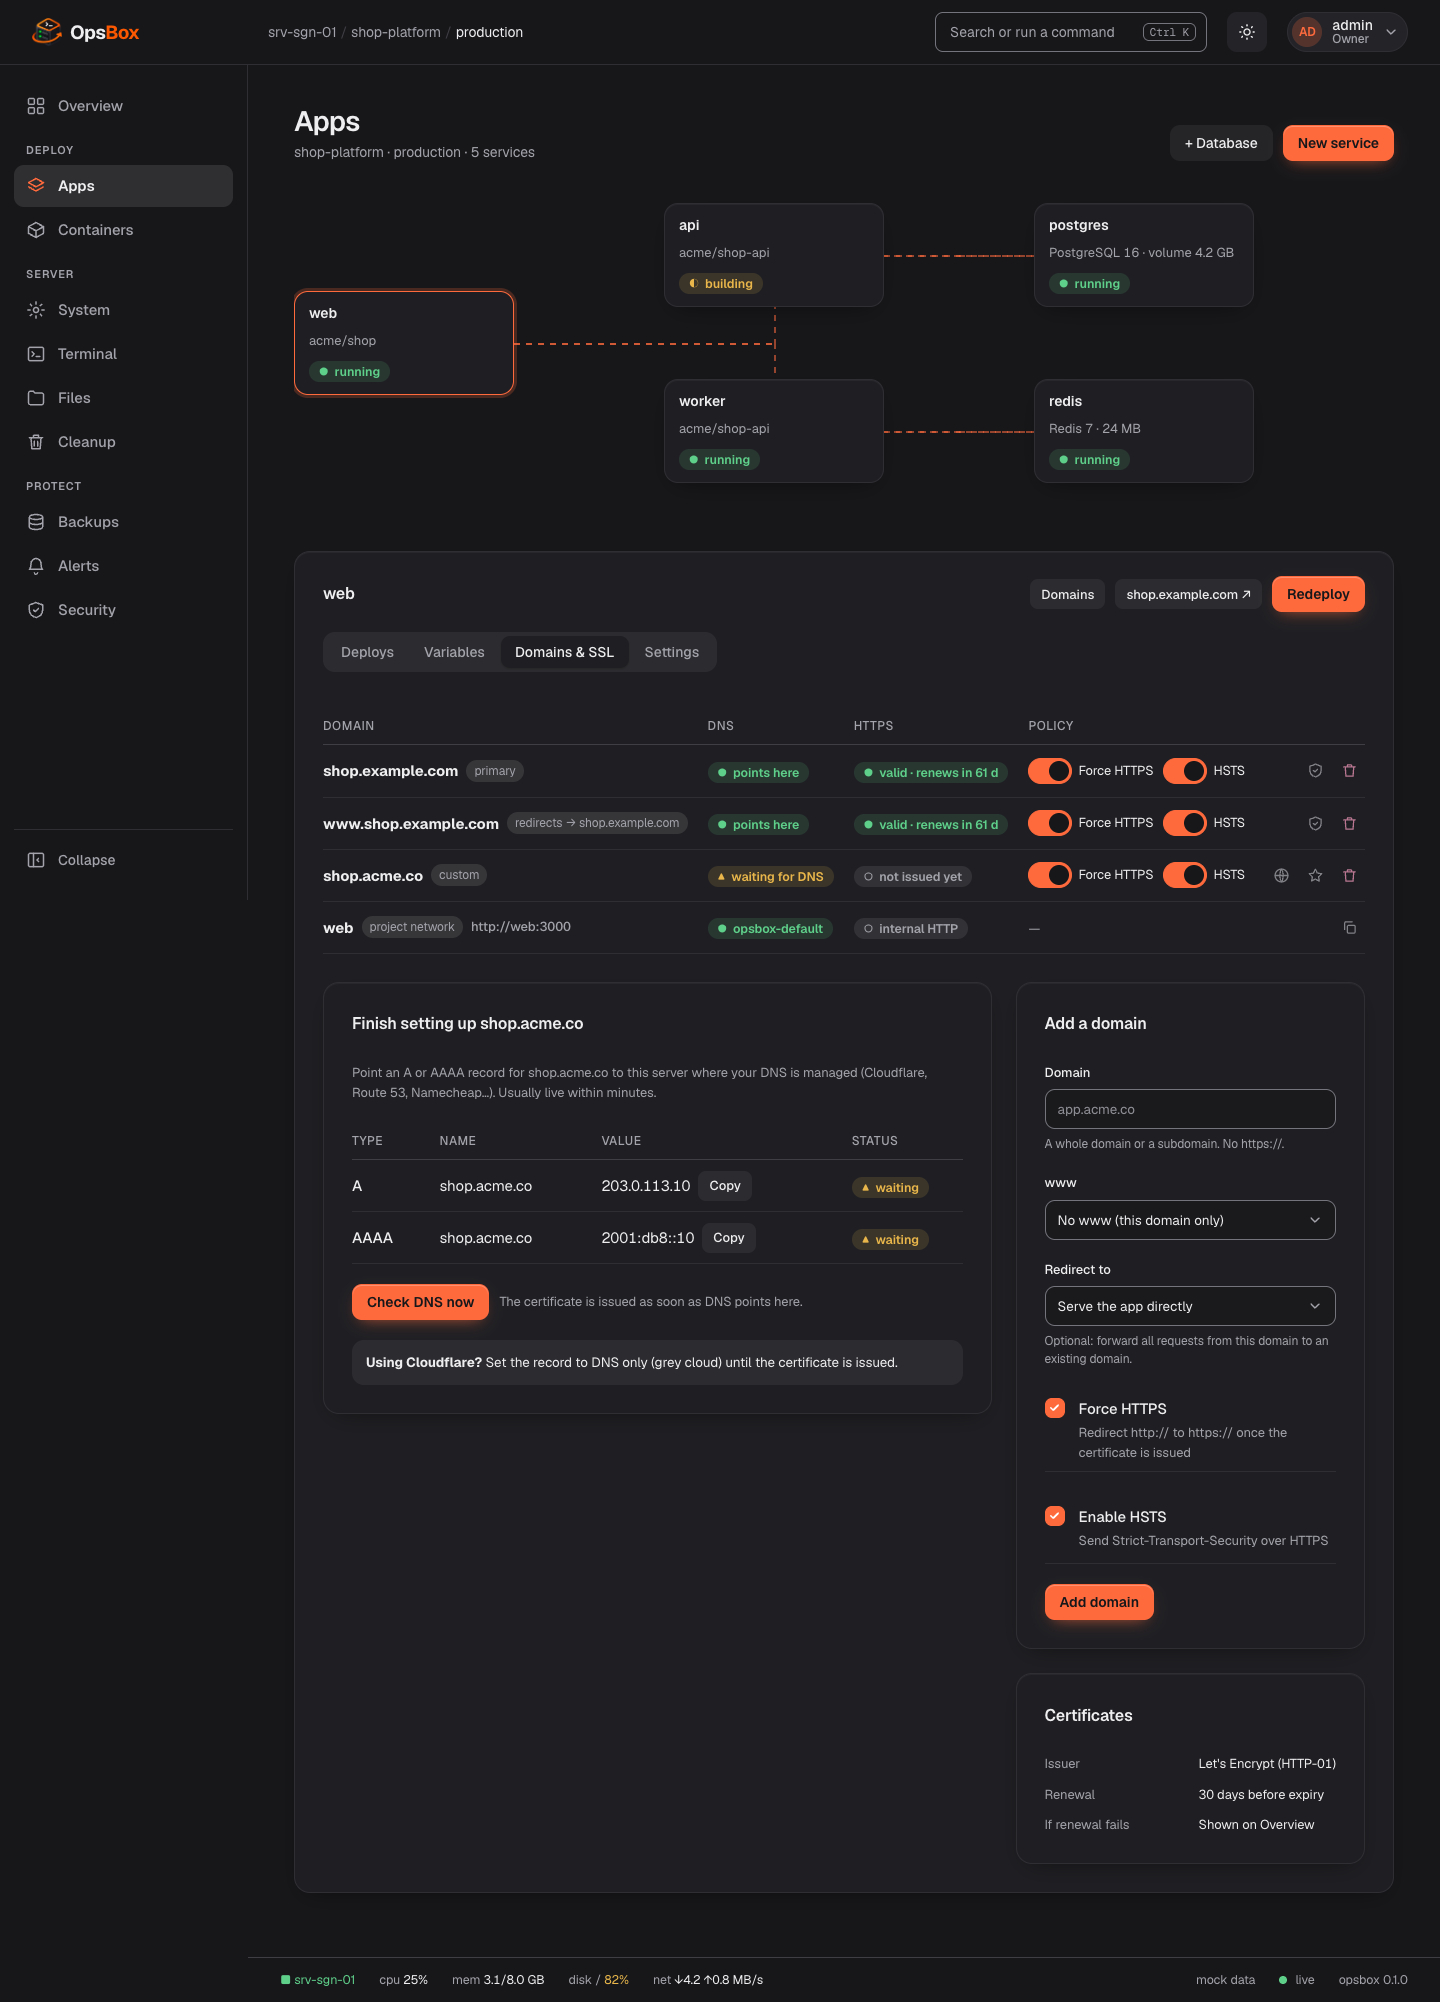 OpsBox
srv-sgn-01 / shop-platform / production
Search or run a command
Ctrl K
AD
admin
Owner
Overview
DEPLOY
Apps
Containers
SERVER
System
Terminal
Files
Cleanup
PROTECT
Backups
Alerts
Security
Collapse
Apps
shop-platform · production · 5 services
+ Database
New service
web
acme/shop
running
api
acme/shop-api
building
worker
acme/shop-api
running
postgres
PostgreSQL 16 · volume 4.2 GB
running
redis
Redis 7 · 24 MB
running
web
Domains
shop.example.com ↗
Redeploy
Deploys
Variables
Domains & SSL
Settings
DOMAIN DNS HTTPS POLICY
shop.example.com primary points here valid · renews in 61 d Force HTTPS HSTS
www.shop.example.com redirects → shop.example.com points here valid · renews in 61 d Force HTTPS HSTS
shop.acme.co custom waiting for DNS not issued yet Force HTTPS HSTS
web project network http://web:3000 opsbox-default internal HTTP —
Finish setting up shop.acme.co
Point an A or AAAA record for shop.acme.co to this server where your DNS is managed (Cloudflare,
Route 53, Namecheap…). Usually live within minutes.
TYPE NAME VALUE STATUS
A shop.acme.co 203.0.113.10 Copy waiting
AAAA shop.acme.co 2001:db8::10 Copy waiting
Check DNS now
The certificate is issued as soon as DNS points here.
Using Cloudflare? Set the record to DNS only (grey cloud) until the certificate is issued.
Add a domain
Domain
app.acme.co
A whole domain or a subdomain. No https://.
www
No www (this domain only)
Redirect to
Serve the app directly
Optional: forward all requests from this domain to an
existing domain.
Force HTTPS
Redirect http:// to https:// once the
certificate is issued
Enable HSTS
Send Strict-Transport-Security over HTTPS
Add domain
Certificates
Issuer Let's Encrypt (HTTP-01)
Renewal 30 days before expiry
If renewal fails Shown on Overview
srv-sgn-01 cpu 25% mem 3.1/8.0 GB disk / 82% net ↓4.2 ↑0.8 MB/s
mock data live opsbox 0.1.0